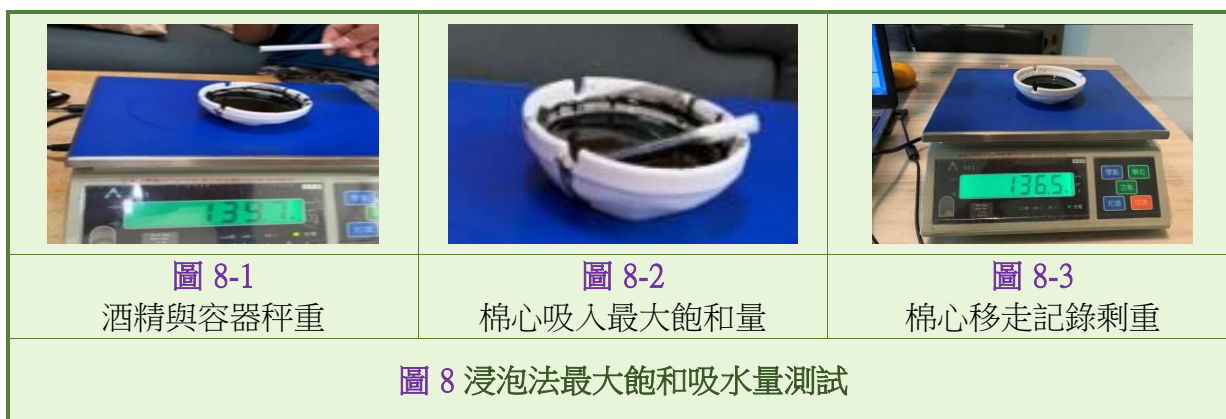 139.7
136.5
圖 8-1
酒精與容器秤重
圖 8-2
棉心吸入最大飽和量
圖 8-3
棉心移走記錄剩重
圖 8 浸泡法最大飽和吸水量測試